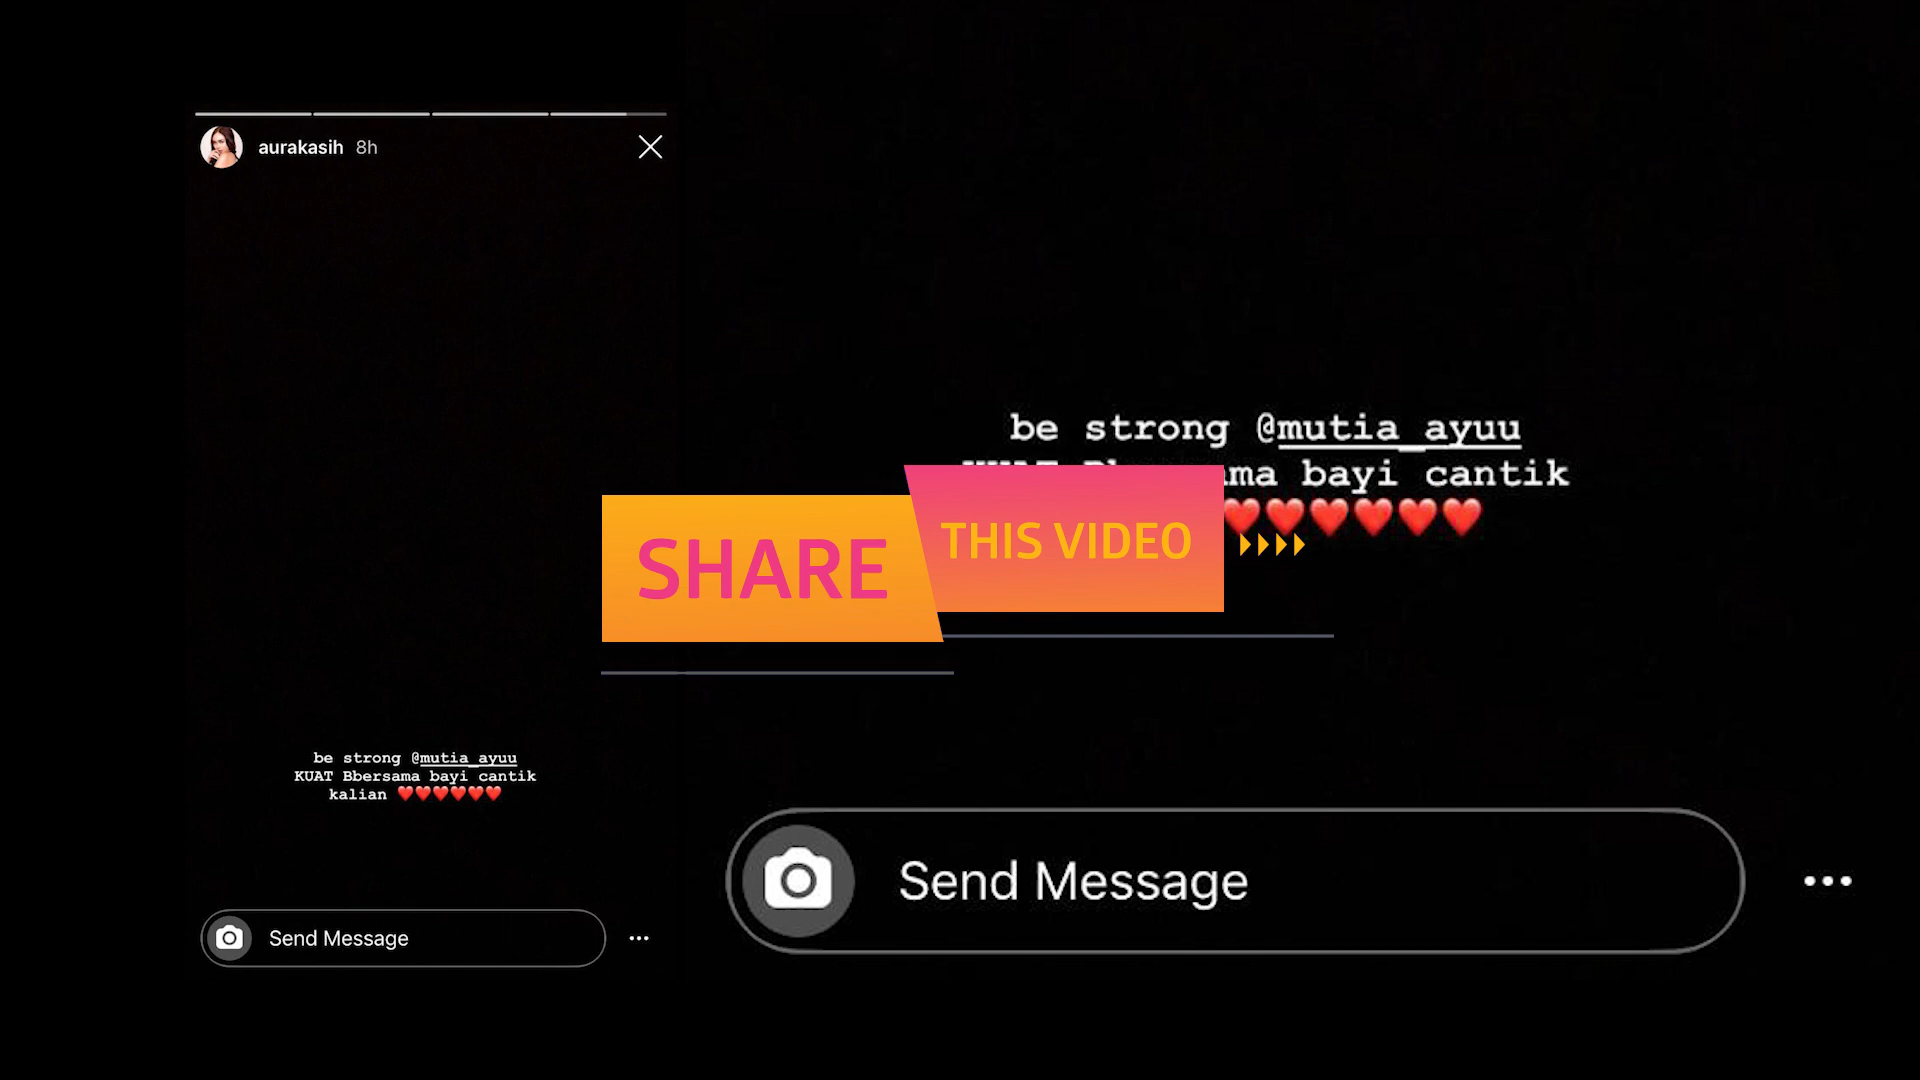 aurakasih 8h
be strong @mutia_ayuu
KUAT Bbersama bayi cantik
kalian ❤️❤️❤️❤️❤️❤️
Send Message
be strong @mutia_ayuu
bayi cantik
❤️❤️❤️❤️❤️❤️
SHARE
THIS VIDEO
Send Message